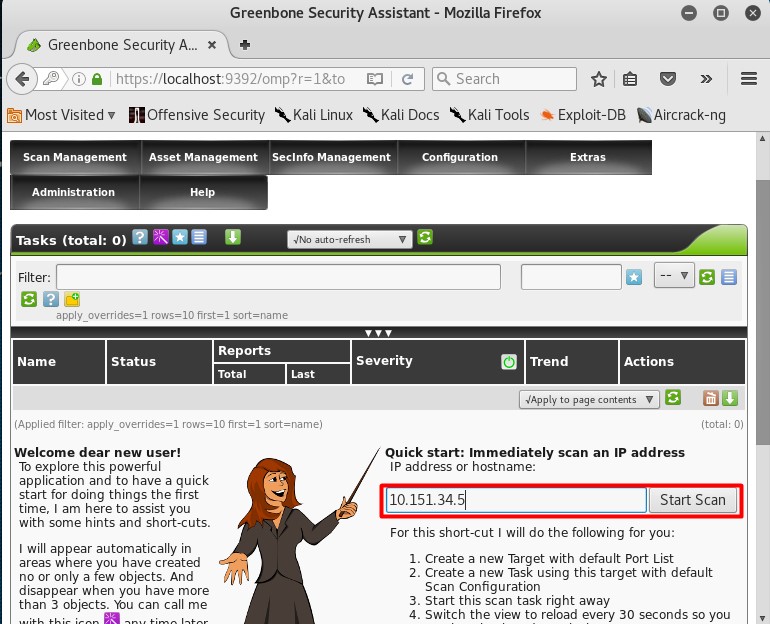 Greenbone Security Assistant - Mozilla Firefox
Greenbone Security A...
https://localhost:9392/omp?r=1&to
Search
Most Visited
Offensive Security
Kali Linux
Kali Docs
Kali Tools
Exploit-DB
Aircrack-ng
Scan Management
Asset Management
SecInfo Management
Configuration
Extras
Administration
Help
Tasks (total: 0)
√No auto-refresh
Filter:
--
apply_overrides=1 rows=10 first=1 sort=name
Name
Status
Reports
Total
Last
Severity
Trend
Actions
√Apply to page contents
(Applied filter: apply_overrides=1 rows=10 first=1 sort=name)
(total: 0)
Welcome dear new user!
To explore this powerful
application and to have a quick
start for doing things the first
time, I am here to assist you
with some hints and short-cuts.
I will appear automatically in
areas where you have created
no or only a few objects. And
disappear when you have more
than 3 objects. You can call me
with this icon any time later
Quick start: Immediately scan an IP address
IP address or hostname:
10.151.34.5
Start Scan
For this short-cut I will do the following for you:
1. Create a new Target with default Port List
2. Create a new Task using this target with default
Scan Configuration
3. Start this scan task right away
4. Switch the view to reload every 30 seconds so you